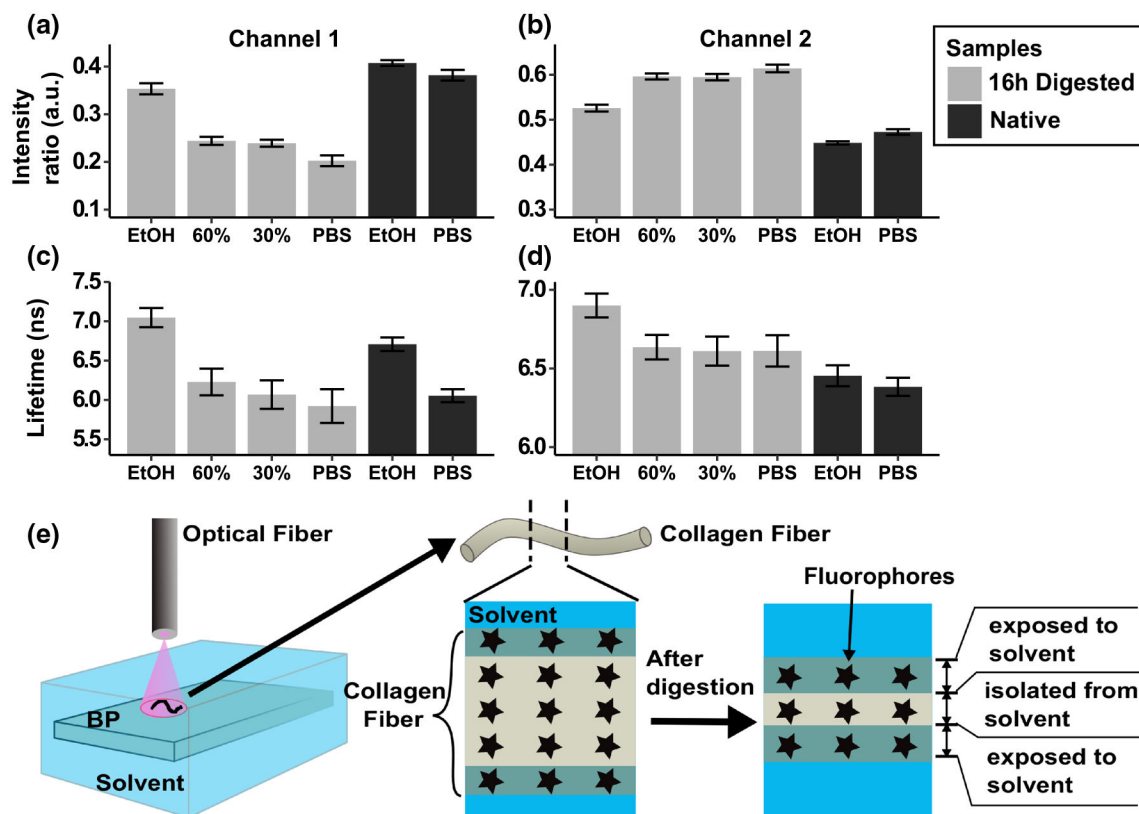 (a)
Channel 1
Intensity
ratio (a.u.)
0.4
0.3
0.2
0.1
EtOH 60% 30% PBS EtOH PBS
(b)
Channel 2
0.6
0.5
0.4
0.3
EtOH 60% 30% PBS EtOH PBS
Samples
16h Digested
Native
(c)
Lifetime (ns)
7.5
7.0
6.5
6.0
5.5
EtOH 60% 30% PBS EtOH PBS
(d)
7.0
6.5
6.0
EtOH 60% 30% PBS EtOH PBS
(e)
Optical Fiber
BP
Solvent
Collagen Fiber
Solvent
Collagen
Fiber
After
digestion
Fluorophores
exposed to
solvent
isolated from
solvent
exposed to
solvent